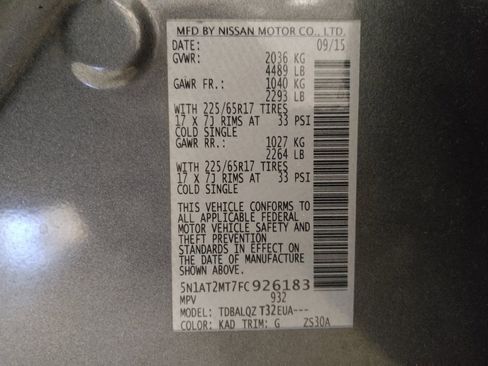 MFD BY NISSAN MOTOR CO., LTD.
DATE: 09/15
GVWR: 2036 KG
4489 LB
GAWR FR.: 1040 KG
2293 LB
WITH 225/65R17 TIRES
17 X 7J RIMS AT 33 PSI
COLD SINGLE
GAWR RR.: 1027 KG
2264 LB
WITH 225/65R17 TIRES
17 X 7J RIMS AT 33 PSI
COLD SINGLE
THIS VEHICLE CONFORMS TO
ALL APPLICABLE FEDERAL
MOTOR VEHICLE SAFETY AND
THEFT PREVENTION
STANDARDS IN EFFECT ON
THE DATE OF MANUFACTURE
SHOWN ABOVE.
5N1AT2MT7FC926183
MPV 932
MODEL: TDBALQZ T32EUA---
COLOR: KAD TRIM: G ZS30A